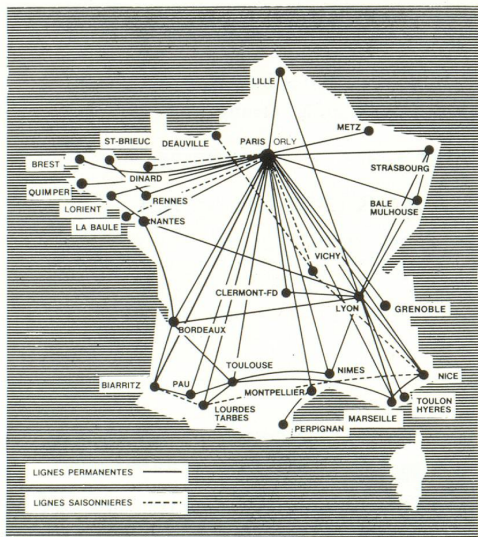 LILLE
ST-BRIEUC
DEAUVILLE
PARIS ORLY
METZ
BREST
DINARD
STRASBOURG
QUIMPER
RENNES
BALE
MULHOUSE
LORIENT
NANTES
LA BAULE
VICHY
CLERMONT-FD
LYON
GRENOBLE
BORDEAUX
TOULOUSE
NIMES
NICE
BIARRITZ
PAU
MONTPELLIER
TOULON
HYERES
LOURDES
TARBES
MARSEILLE
PERPIGNAN
LIGNES PERMANENTES
LIGNES SAISONNIERES